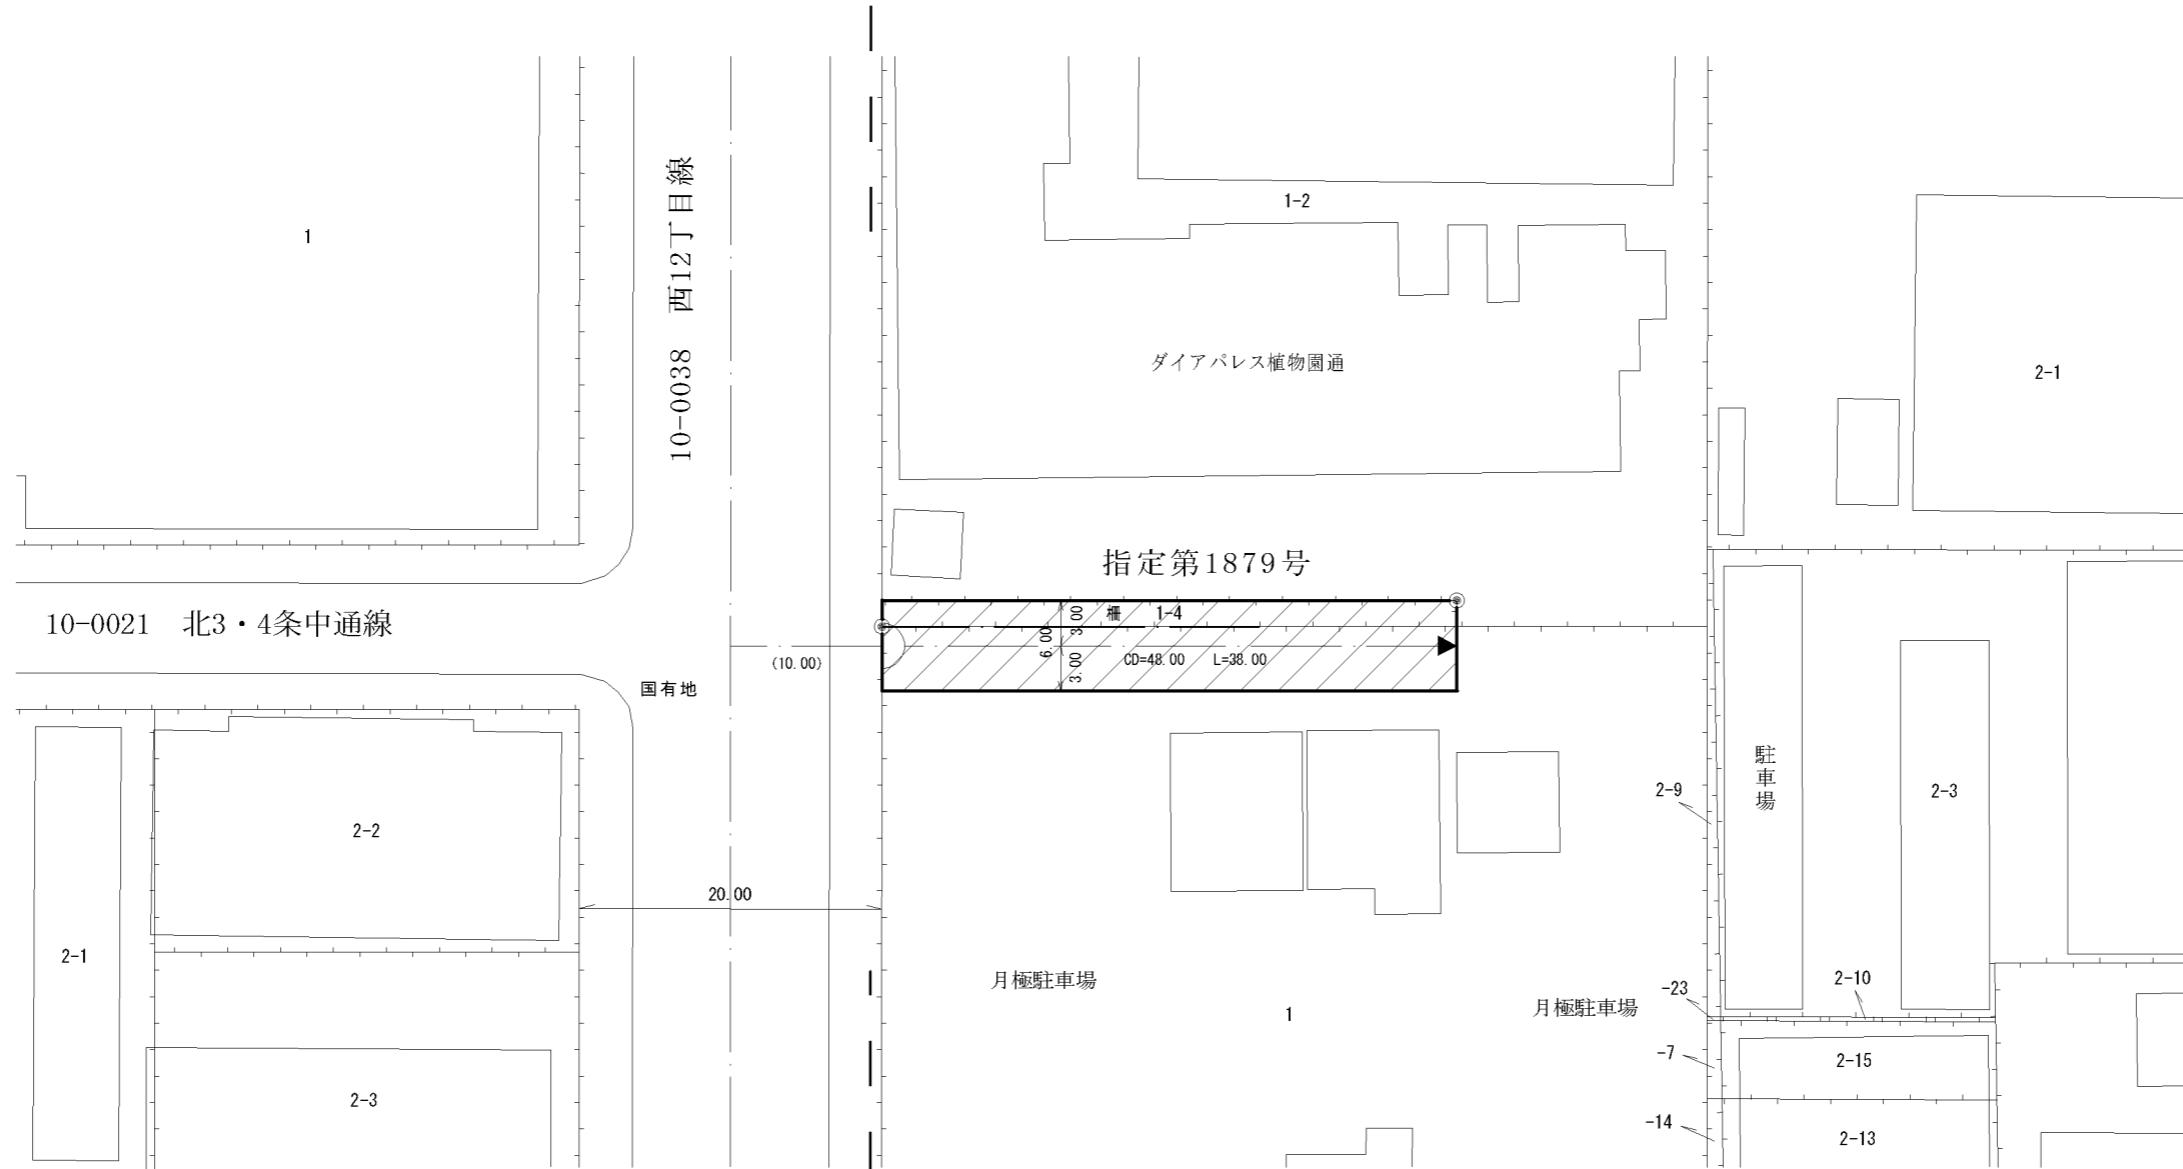 1
10-0038 西12丁目線
1-2
ダイアパレス植物園通
2-1
指定第1879号
10-0021 北3・4条中通線
柵 1-4
3.00
6.00
3.00
(10.00)
CD=48.00 L=38.00
国有地
2-2
20.00
2-1
2-3
月極駐車場
1
月極駐車場
2-9
駐車場
2-3
2-10
-23
-7
2-15
-14
2-13